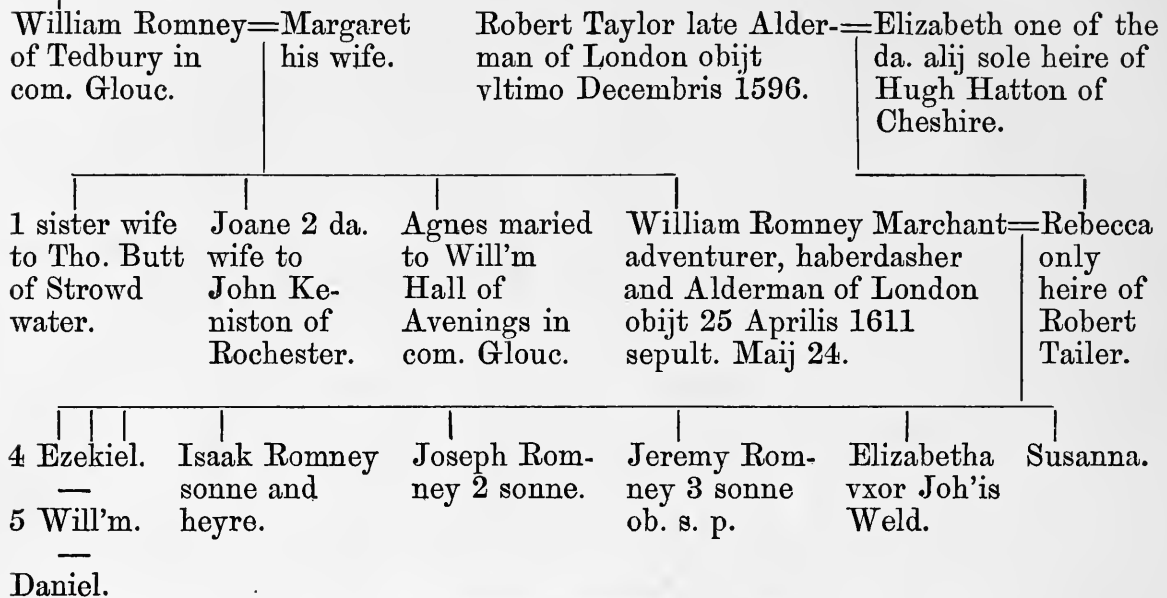 William Romney=Margaret
of Tedbury in his wife.
com. Glouc.
Robert Taylor late Alder-=Elizabeth one of the
man of London obijt da. alij sole heire of
vltimo Decembris 1596. Hugh Hatton of
Cheshire.
1 sister wife
to Tho. Butt
of Strowd
water.
Joane 2 da.
wife to
John Ke-
niston of
Rochester.
Agnes maried
to Will'm
Hall of
Avenings in
com. Glouc.
William Romney Marchant=Rebecca
adventurer, haberdasher only
and Alderman of London heire of
obijt 25 Aprilis 1611 Robert
sepult. Maij 24. Tailer.
4 Ezekiel.
—
5 Will'm.
—
Daniel.
Isaak Romney
sonne and
heyre.
Joseph Rom-
ney 2 sonne.
Jeremy Rom-
ney 3 sonne
ob. s. p.
Elizabetha
vxor Joh'is
Weld.
Susanna.